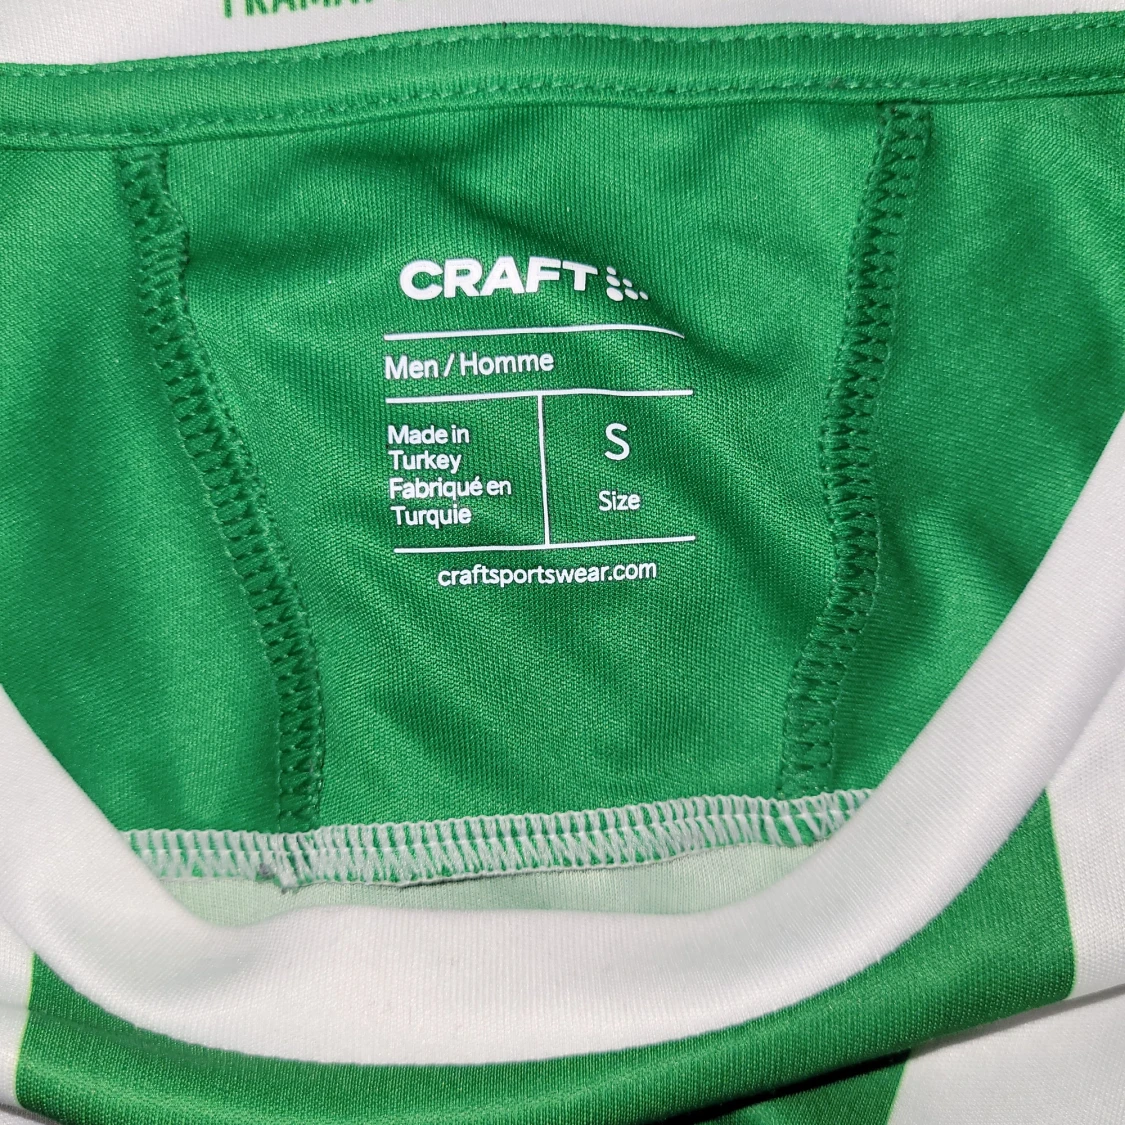 CRAFT
Men / Homme
Made in
Turkey
Fabriqué en
Turquie
S
Size
craftsportswear.com